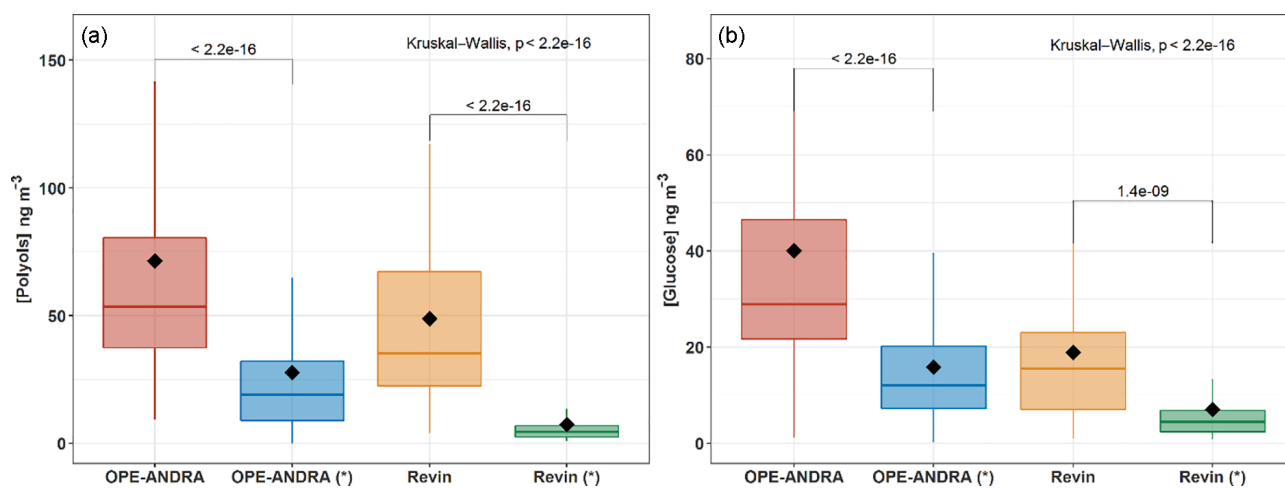 (a)
< 2.2e-16
Kruskal–Wallis, p < 2.2e-16
< 2.2e-16
150
100
50
0
[Polyols] ng m⁻³
OPE-ANDRA OPE-ANDRA (*) Revin Revin (*)
(b)
< 2.2e-16
Kruskal–Wallis, p < 2.2e-16
1.4e-09
80
60
40
20
0
[Glucose] ng m⁻³
OPE-ANDRA OPE-ANDRA (*) Revin Revin (*)